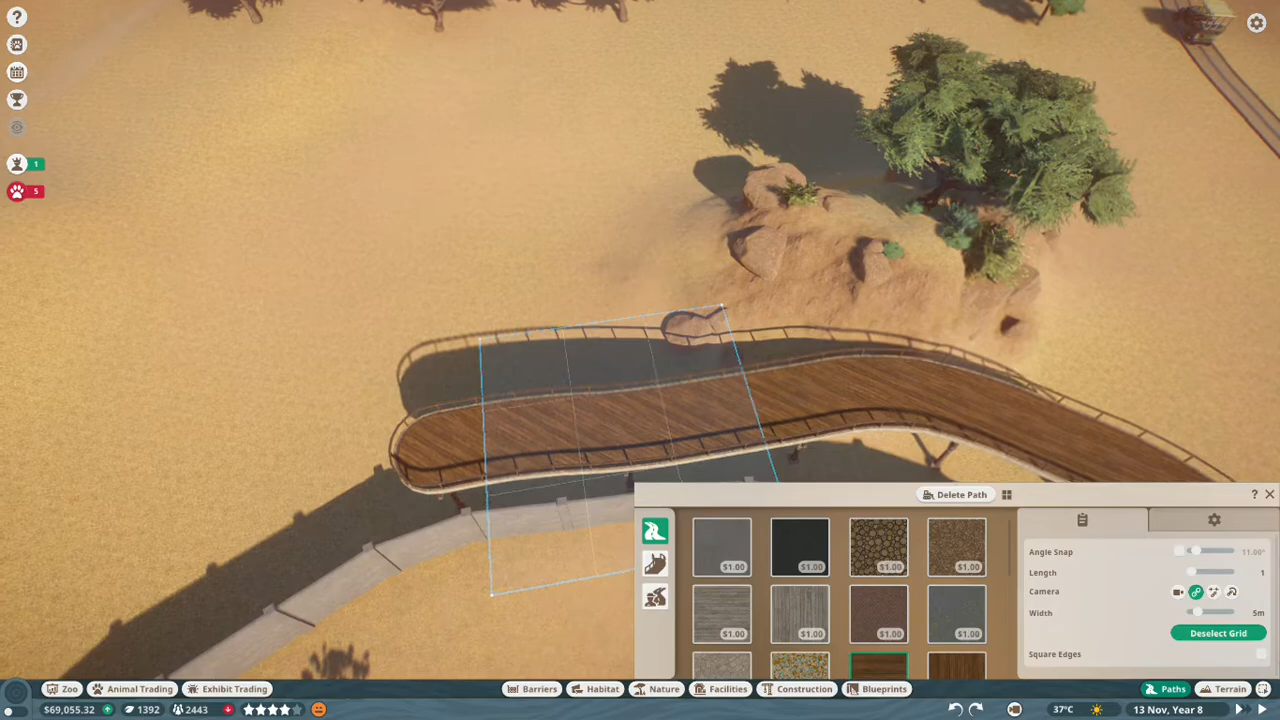 ?
1
5
Delete Path
? ×
$1.00 $1.00 $1.00 $1.00
$1.00 $1.00 $1.00 $1.00
Angle Snap 11.00°
Length 1
Camera
Width 5m
Deselect Grid
Square Edges
Zoo Animal Trading Exhibit Trading Barriers Habitat Nature Facilities Construction Blueprints Paths Terrain
$69,055.32 1392 2443 37°C 13 Nov, Year 8